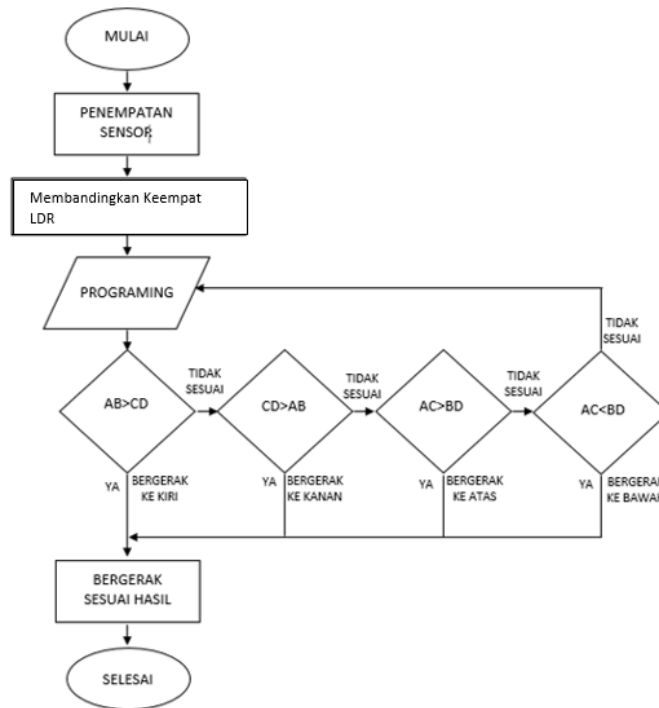 MULAI
PENEMPATAN
SENSOR
Membandingkan Keempat
LDR
PROGRAMING
TIDAK
SESUAI
AB>CD
TIDAK
SESUAI
CD>AB
TIDAK
SESUAI
AC>BD
TIDAK
SESUAI
AC<BD
YA
BERGERAK
KE KIRI
YA
BERGERAK
KE KANAN
YA
BERGERAK
KE ATAS
YA
BERGERAK
KE BAWAH
BERGERAK
SESUAI HASIL
SELESAI